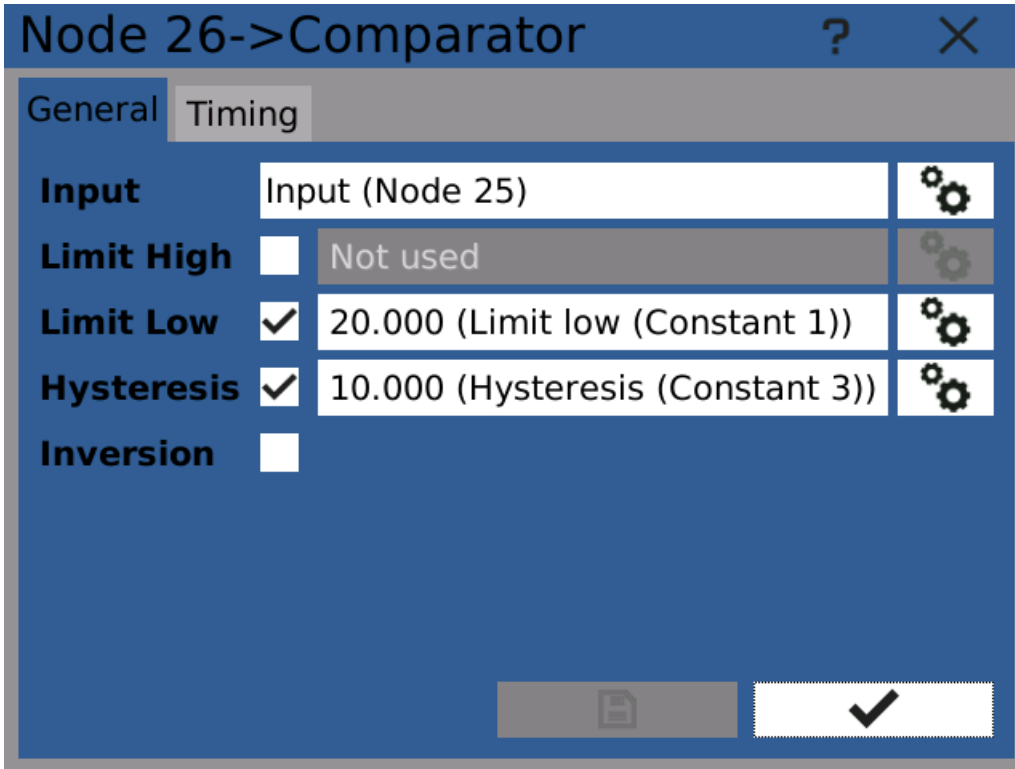 Node 26->Comparator ?
General Timing
Input Input (Node 25)
Limit High Not used
Limit Low 20.000 (Limit low (Constant 1))
Hysteresis 10.000 (Hysteresis (Constant 3))
Inversion